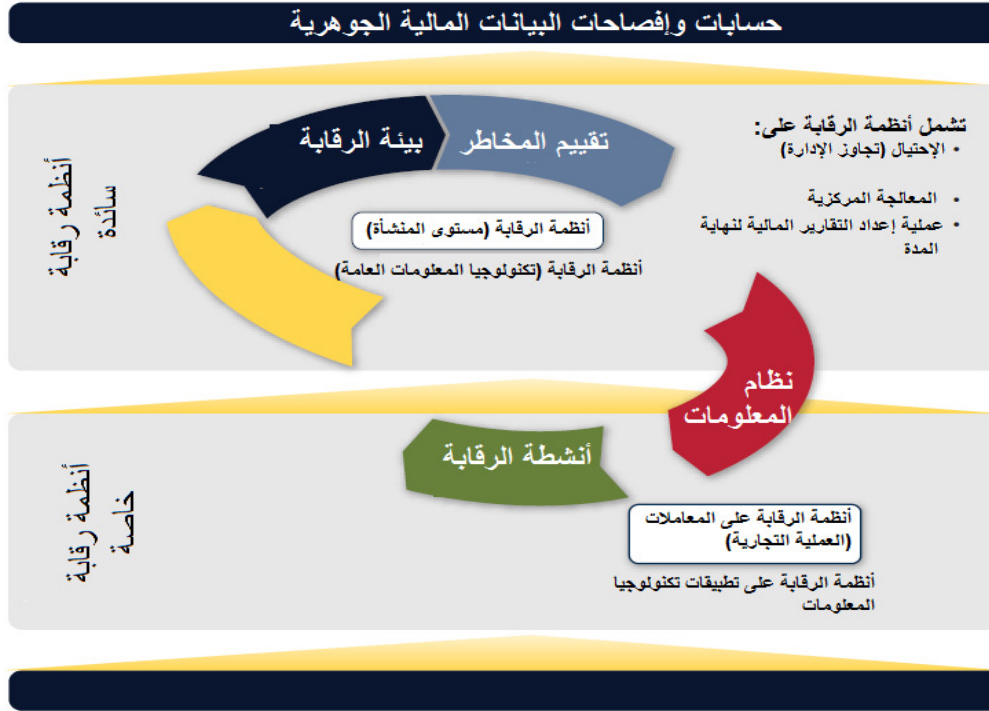 حسابات وإفصاحات البيانات المالية الجوهرية
أنظمة رقابة
سائدة
بيئة الرقابة
تقييم المخاطر
تشمل أنظمة الرقابة على:
• الإحتيال (تجاوز الإدارة)
• المعالجة المركزية
• عملية إعداد التقارير المالية لنهاية
المدة
أنظمة الرقابة (مستوى المنشأة)
أنظمة الرقابة (تكنولوجيا المعلومات العامة)
نظام
المعلومات
أنظمة رقابة
خاصة
أنشطة الرقابة
أنظمة الرقابة على المعاملات
(العملية التجارية)
أنظمة الرقابة على تطبيقات تكنولوجيا
المعلومات